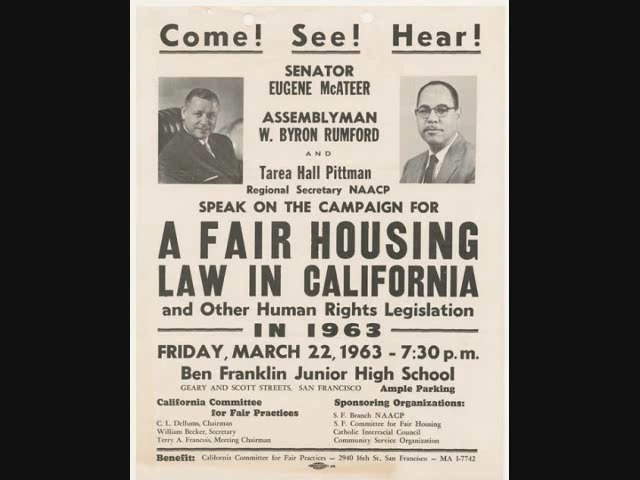 Come! See! Hear!
SENATOR
EUGENE McATEER
ASSEMBLYMAN
W. BYRON RUMFORD
AND
Tarea Hall Pittman
Regional Secretary NAACP
SPEAK ON THE CAMPAIGN FOR
A FAIR HOUSING
LAW IN CALIFORNIA
and Other Human Rights Legislation
IN 1963
FRIDAY, MARCH 22, 1963 - 7:30 p.m.
Ben Franklin Junior High School
GEARY AND SCOTT STREETS, SAN FRANCISCO Ample Parking
California Committee
for Fair Practices
C. L. Dellums, Chairman
William Becker, Secretary
Terry A. Francois, Meeting Chairman
Sponsoring Organizations:
S. F. Branch NAACP
S. F. Committee for Fair Housing
Catholic Interracial Council
Community Service Organization
Benefit: California Committee for Fair Practices — 2940 16th St., San Francisco — MA 1-7742